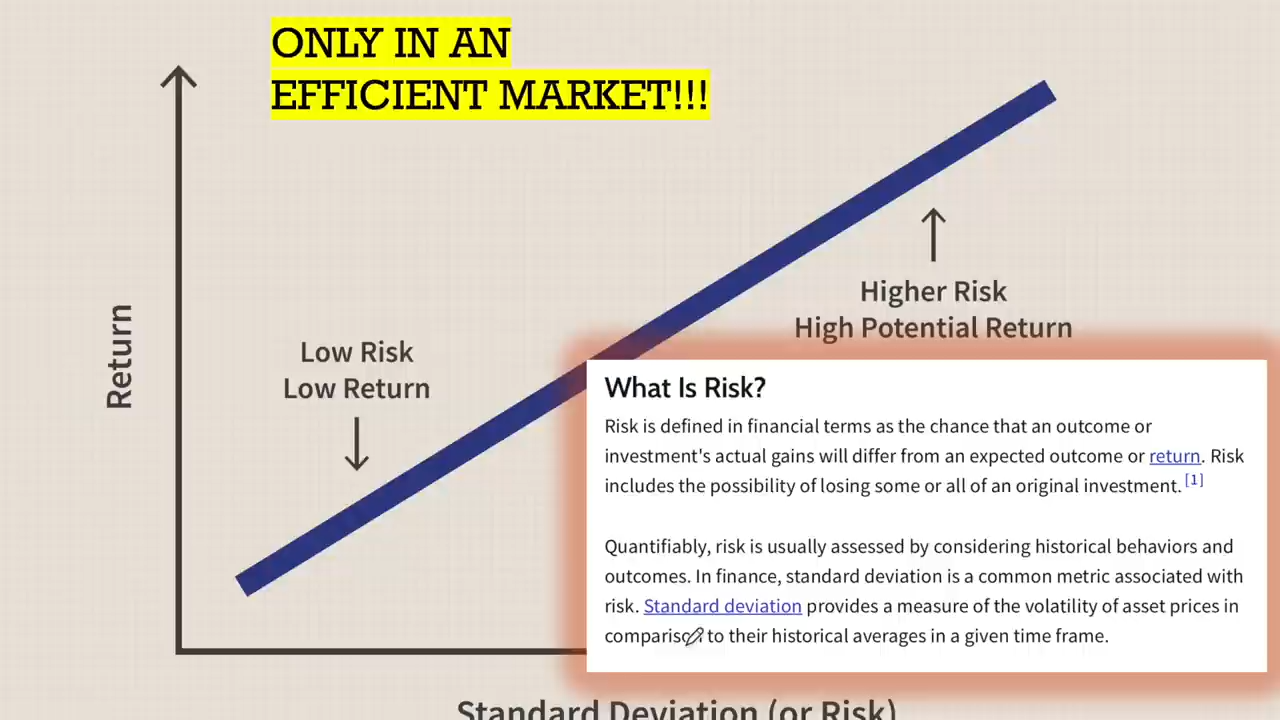 ONLY IN AN
EFFICIENT MARKET!!!
Return
Low Risk
Low Return
Higher Risk
High Potential Return
What Is Risk?
Risk is defined in financial terms as the chance that an outcome or
investment's actual gains will differ from an expected outcome or return. Risk
includes the possibility of losing some or all of an original investment. [1]
Quantifiably, risk is usually assessed by considering historical behaviors and
outcomes. In finance, standard deviation is a common metric associated with
risk. Standard deviation provides a measure of the volatility of asset prices in
comparison to their historical averages in a given time frame.
Standard Deviation (or Risk)